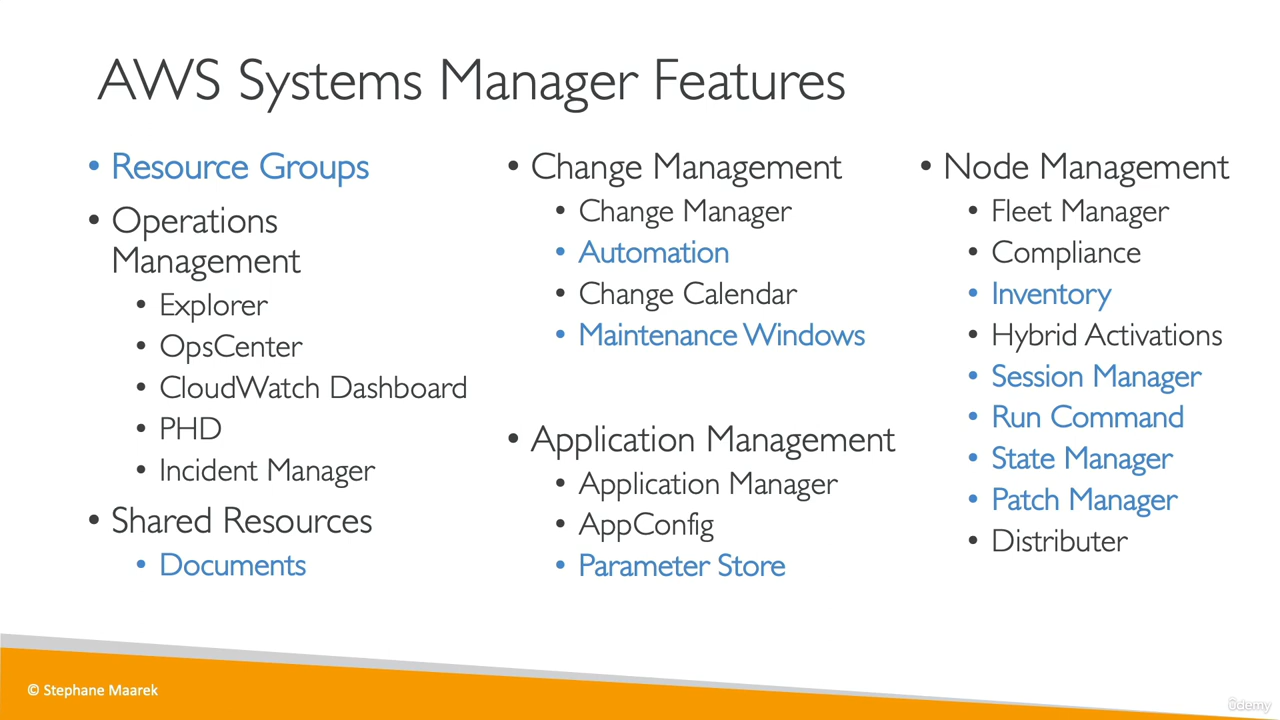 AWS Systems Manager Features
• Resource Groups
• Operations
Management
• Explorer
• OpsCenter
• CloudWatch Dashboard
• PHD
• Incident Manager
• Shared Resources
• Documents
• Change Management
• Change Manager
• Automation
• Change Calendar
• Maintenance Windows
• Application Management
• Application Manager
• AppConfig
• Parameter Store
• Node Management
• Fleet Manager
• Compliance
• Inventory
• Hybrid Activations
• Session Manager
• Run Command
• State Manager
• Patch Manager
• Distributer
© Stephane Maarek
ûdemy